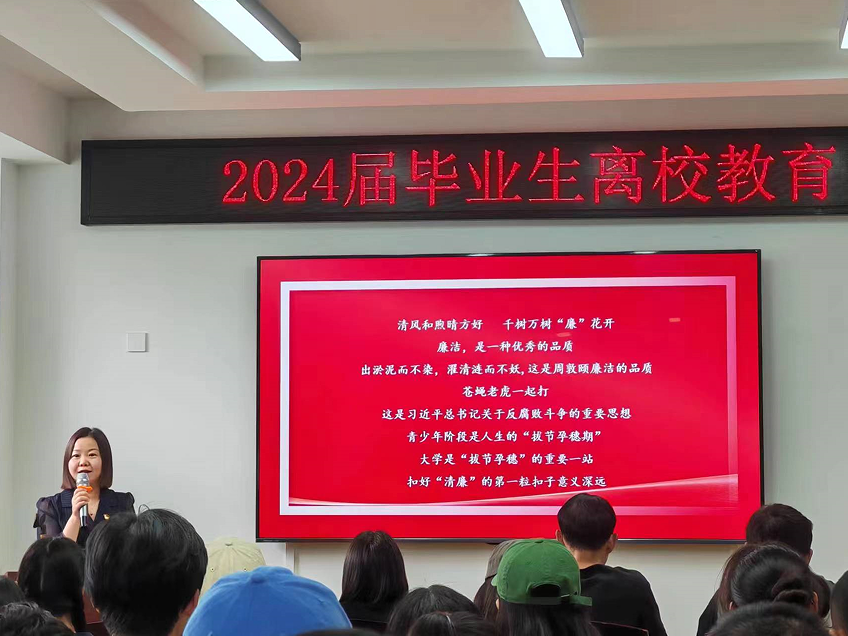 2024届毕业生离校教育
清风和煦晴方好 千树万树“廉”花开
廉洁，是一种优秀的品质
出淤泥而不染，濯清涟而不妖,这是周敦颐廉洁的品质
苍蝇老虎一起打
这是习近平总书记关于反腐败斗争的重要思想
青少年阶段是人生的“拔节孕穗期”
大学是“拔节孕穗”的重要一站
扣好“清廉”的第一粒扣子意义深远